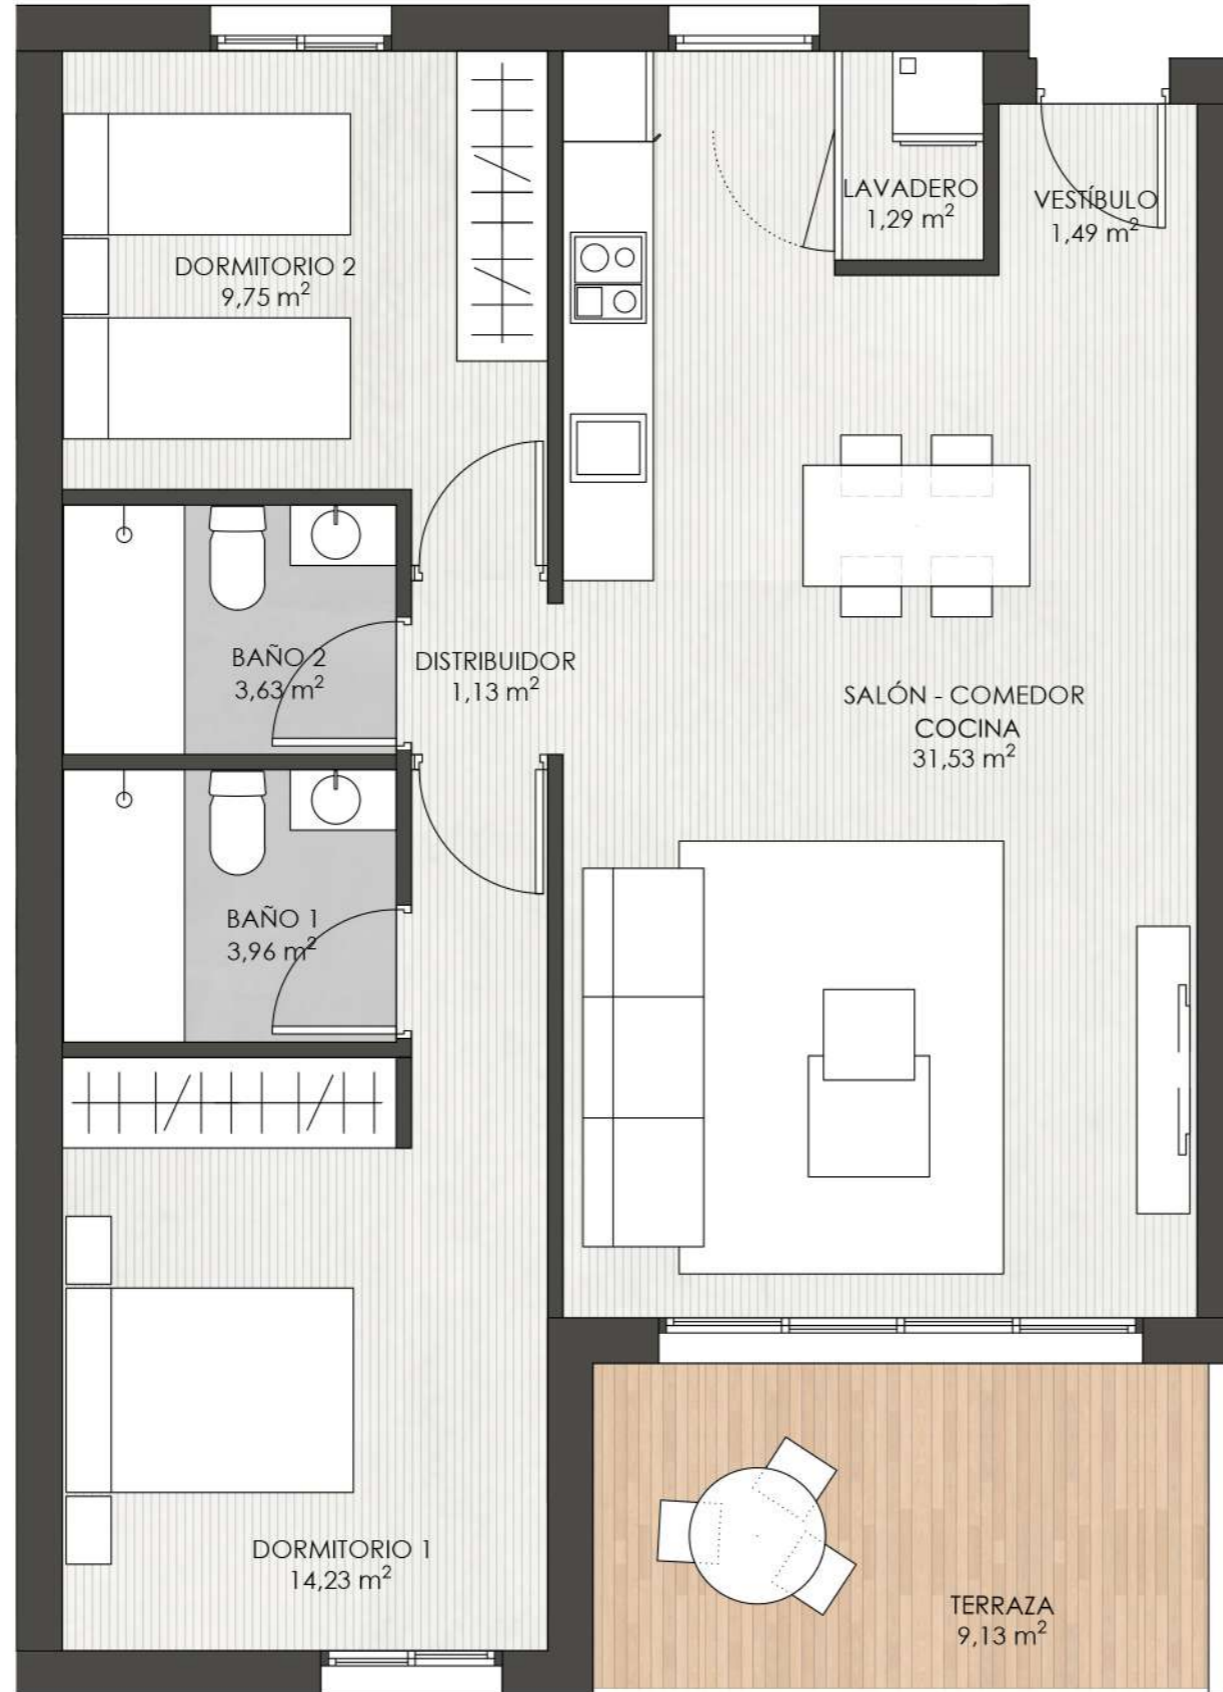 LAVADERO
1,29 m²
VESTÍBULO
1,49 m²
DORMITORIO 2
9,75 m²
BAÑO 2
3,63 m²
DISTRIBUIDOR
1,13 m²
SALÓN - COMEDOR
COCINA
31,53 m²
BAÑO 1
3,96 m²
DORMITORIO 1
14,23 m²
TERRAZA
9,13 m²